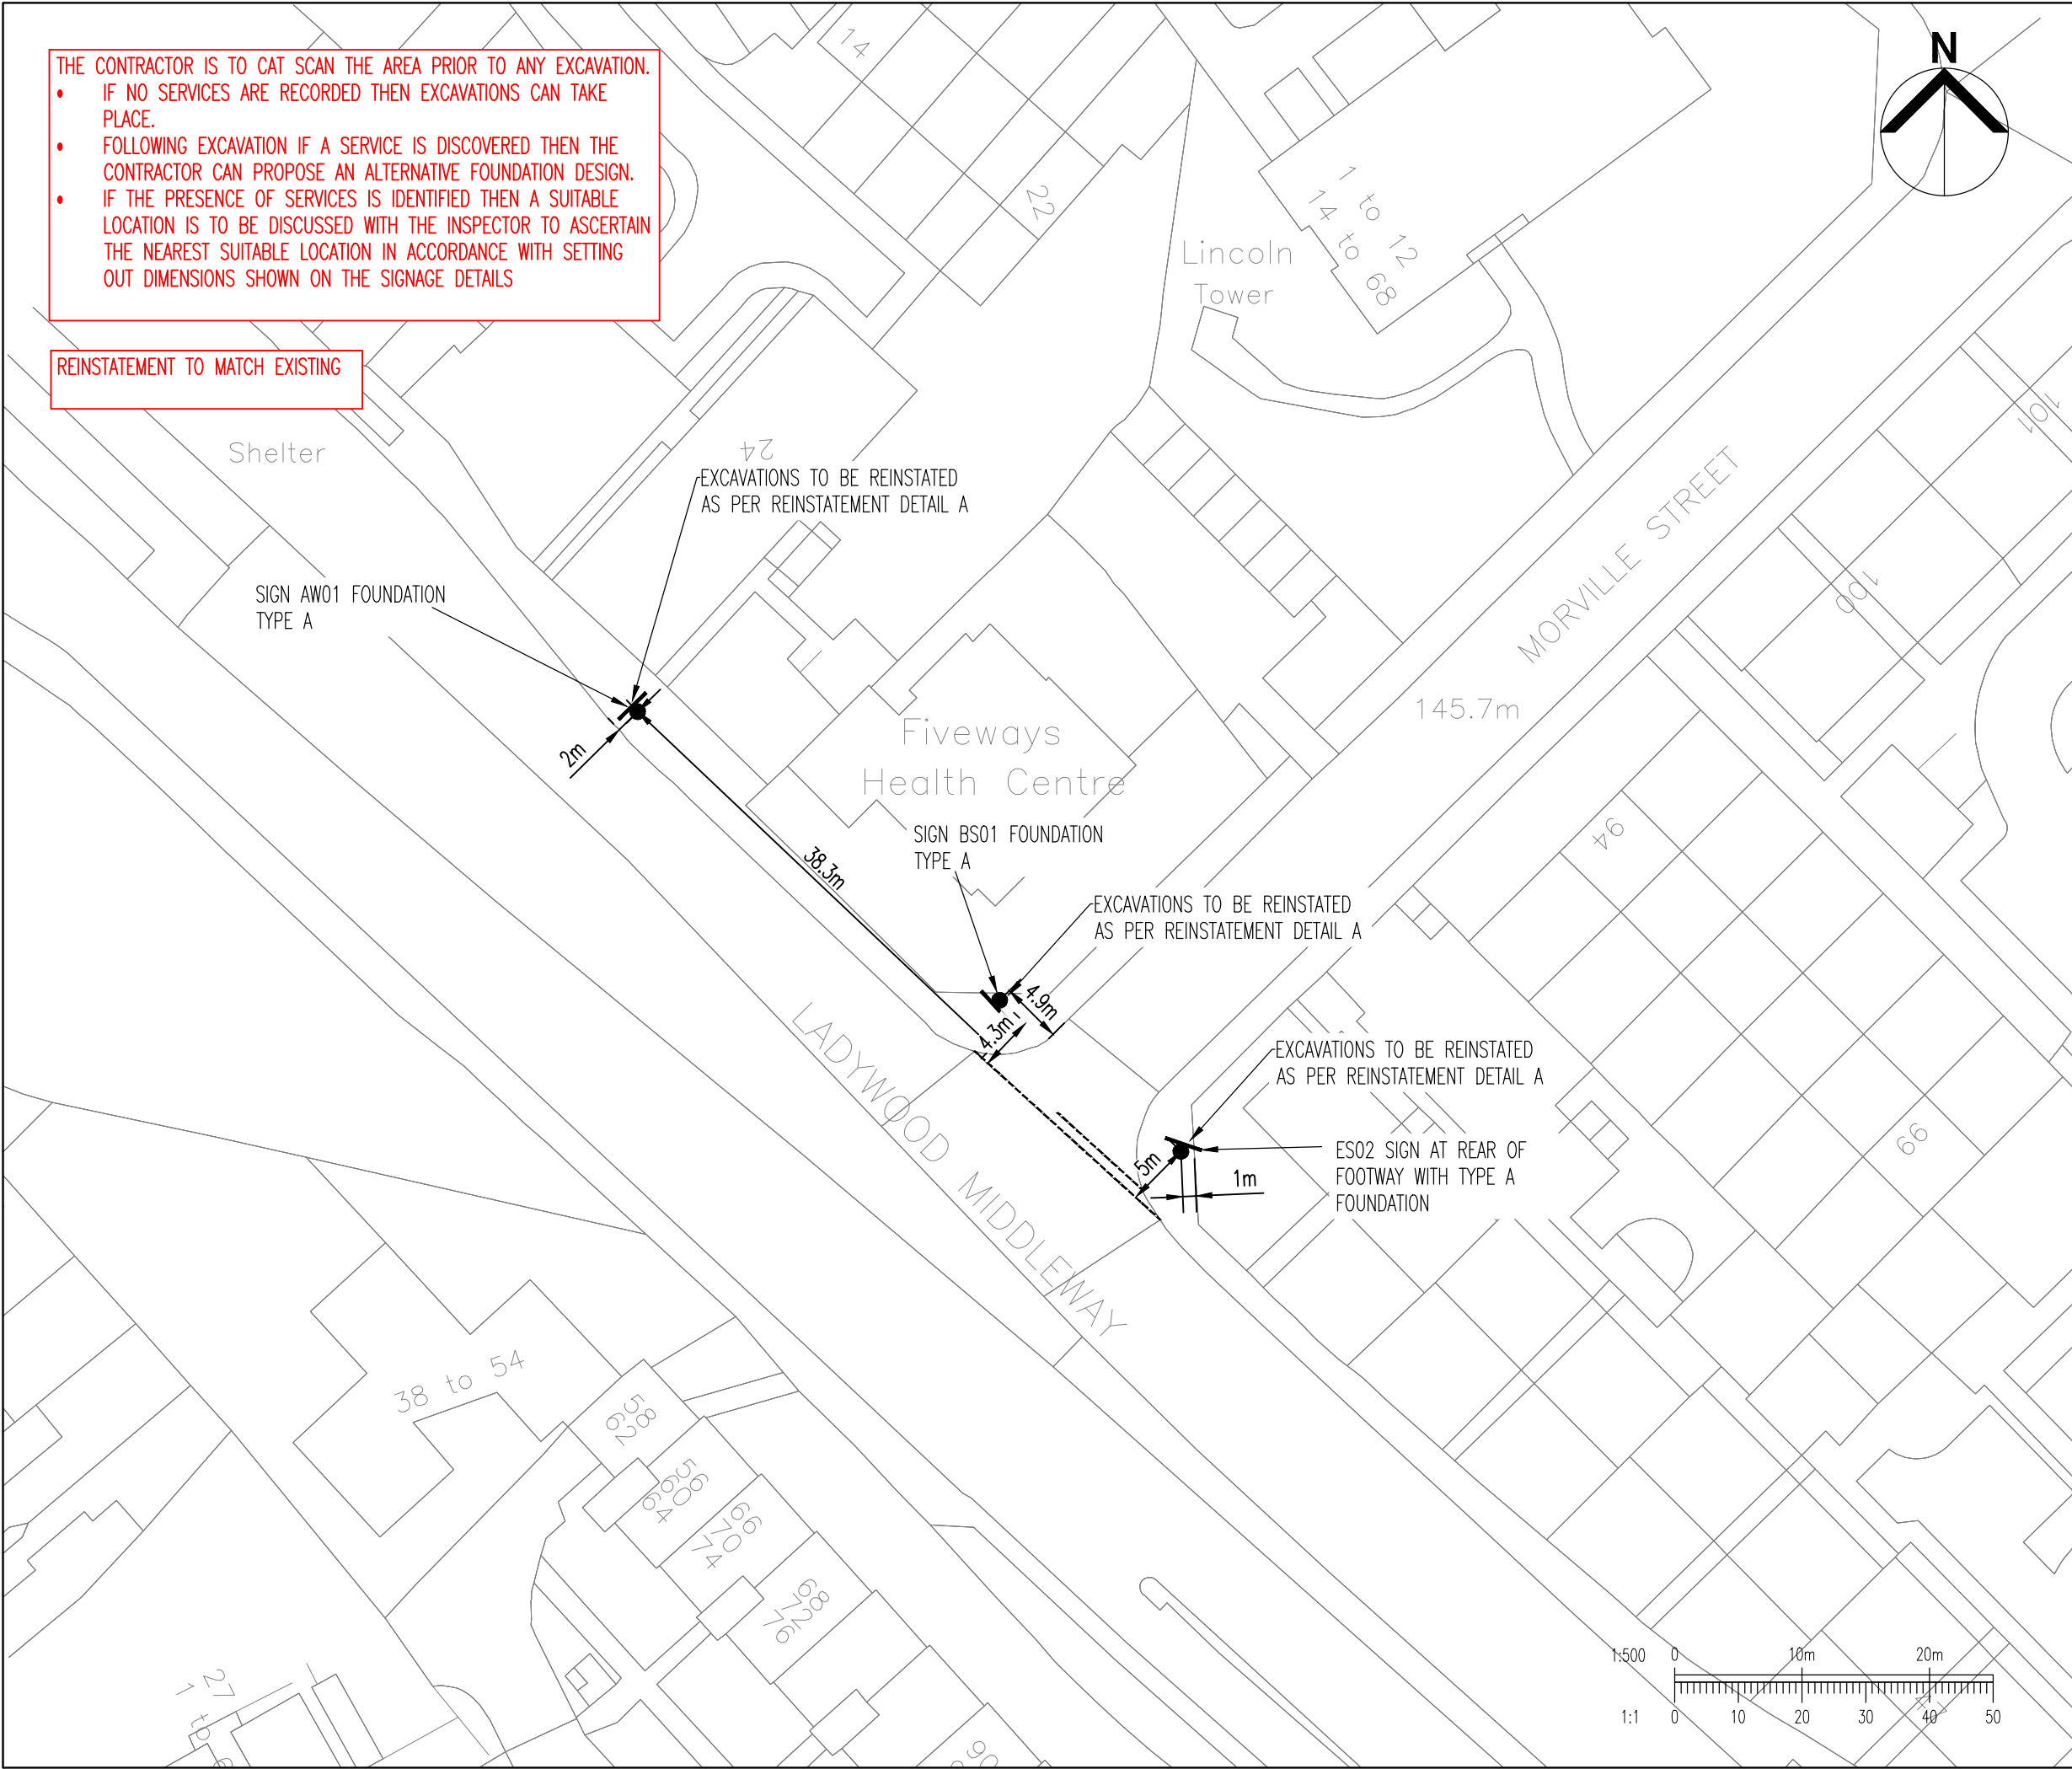 THE CONTRACTOR IS TO CAT SCAN THE AREA PRIOR TO ANY EXCAVATION.
• IF NO SERVICES ARE RECORDED THEN EXCAVATIONS CAN TAKE
PLACE.
• FOLLOWING EXCAVATION IF A SERVICE IS DISCOVERED THEN THE
CONTRACTOR CAN PROPOSE AN ALTERNATIVE FOUNDATION DESIGN.
• IF THE PRESENCE OF SERVICES IS IDENTIFIED THEN A SUITABLE
LOCATION IS TO BE DISCUSSED WITH THE INSPECTOR TO ASCERTAIN
THE NEAREST SUITABLE LOCATION IN ACCORDANCE WITH SETTING
OUT DIMENSIONS SHOWN ON THE SIGNAGE DETAILS
REINSTATEMENT TO MATCH EXISTING
N
14
22
1 to 12
14 to 68
Lincoln
Tower
Shelter
24
101
100
MORVILLE STREET
145.7m
EXCAVATIONS TO BE REINSTATED
AS PER REINSTATEMENT DETAIL A
SIGN AW01 FOUNDATION
TYPE A
2m
38.3m
Fiveways
Health Centre
SIGN BS01 FOUNDATION
TYPE A
94
EXCAVATIONS TO BE REINSTATED
AS PER REINSTATEMENT DETAIL A
4.9m
4.3m
LADYWOOD MIDDLEWAY
EXCAVATIONS TO BE REINSTATED
AS PER REINSTATEMENT DETAIL A
ES02 SIGN AT REAR OF
FOOTWAY WITH TYPE A
FOUNDATION
5m
1m
99
38 to 54
58
62
56
60
64
66
70
74
68
72
76
27
1 to
90
1:500 0 10m 20m
1:1 0 10 20 30 40 50